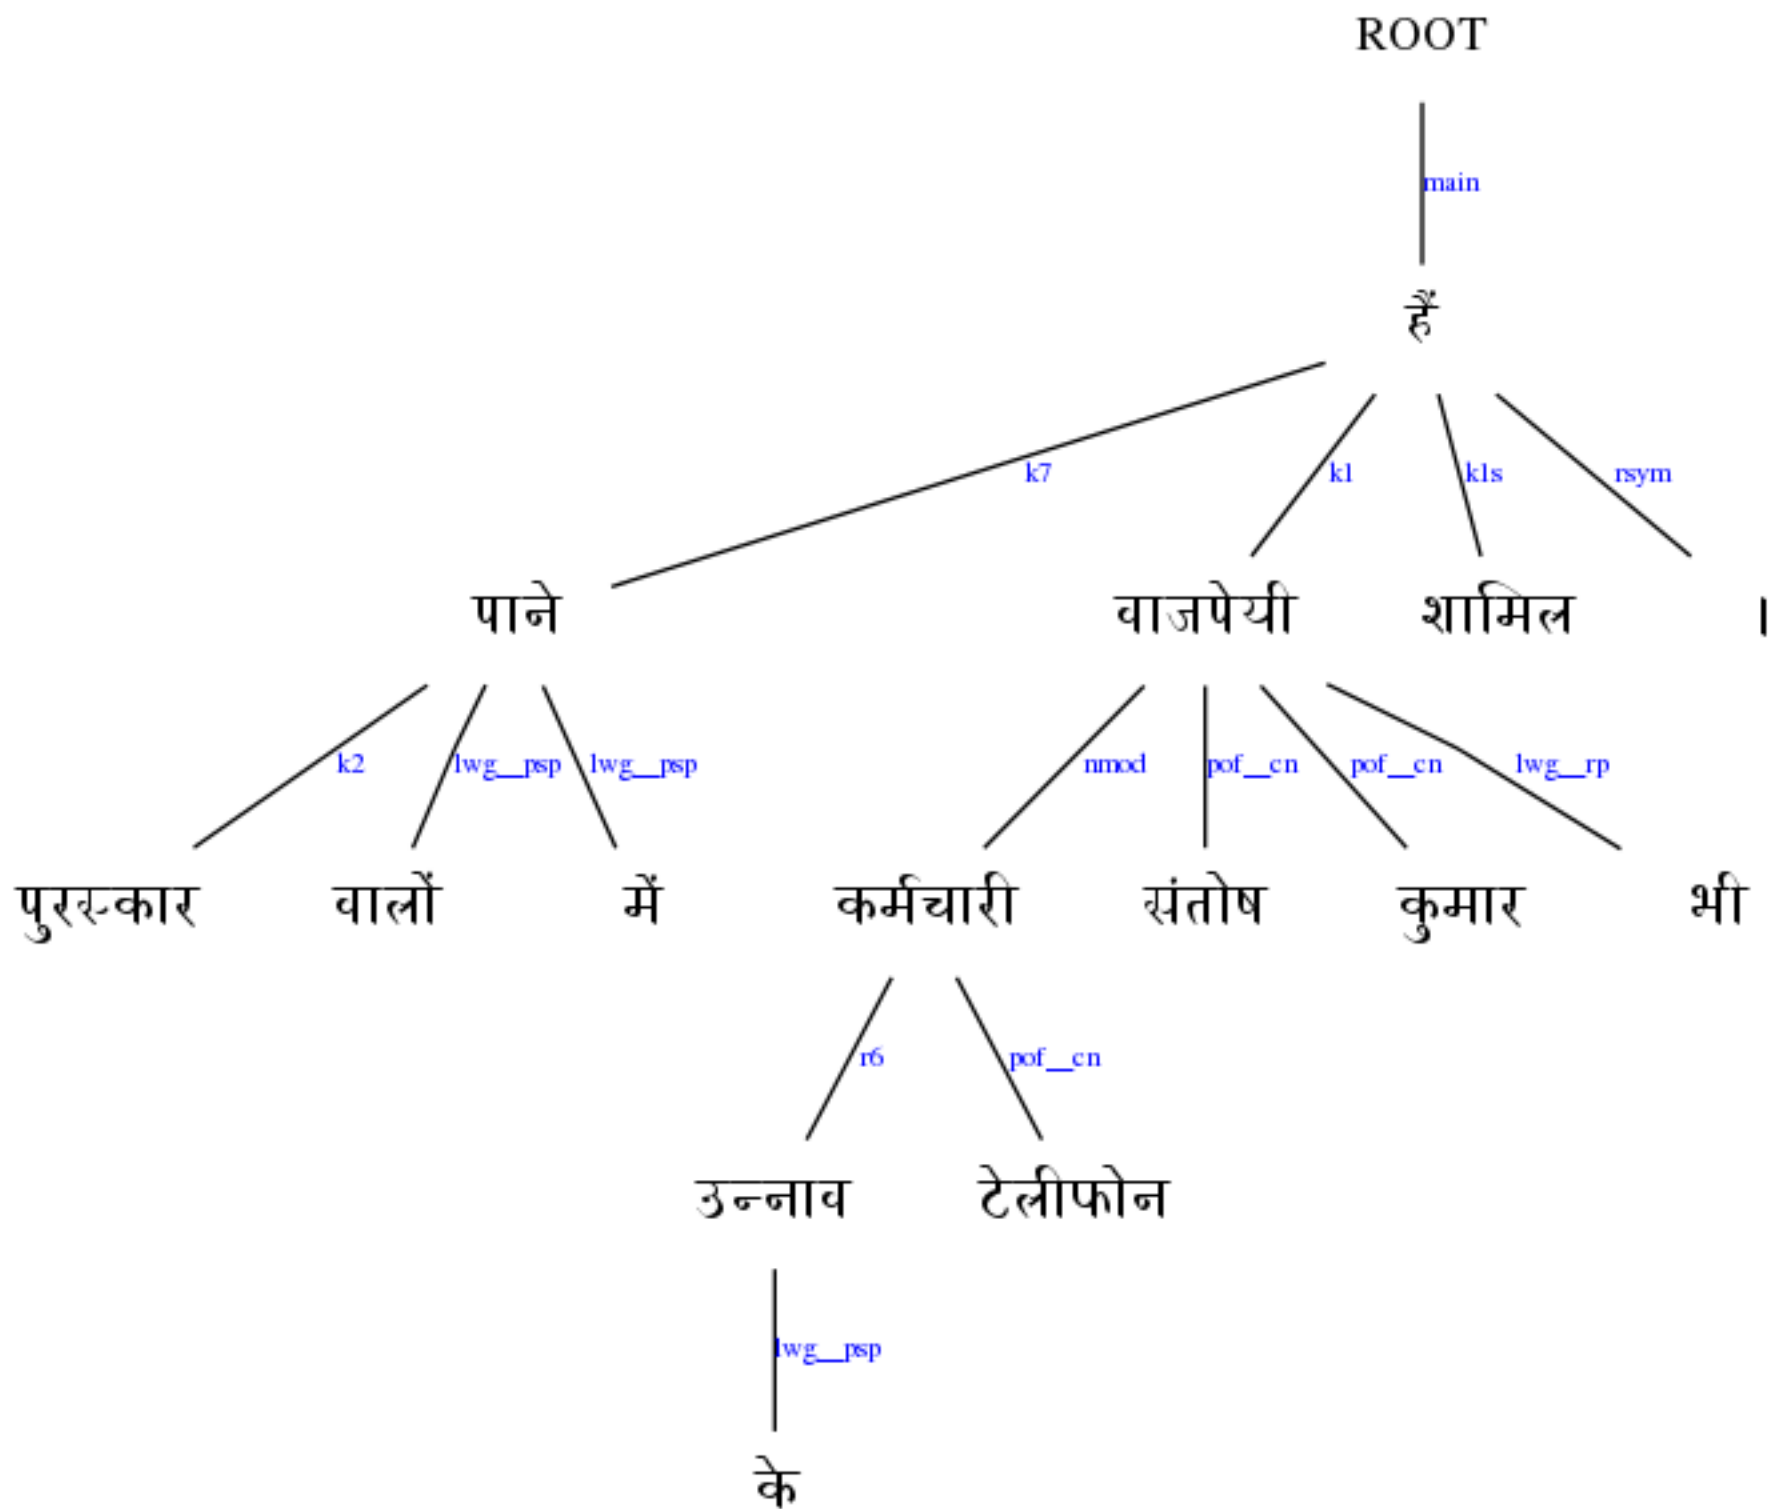 ROOT
main
हैं
k7 k1 k1s rsym
पाने वाजपेयी शामिल ।
k2 lwg__psp lwg__psp nmod pof__cn pof__cn lwg__rp
पुरस्कार वालों में कर्मचारी संतोष कुमार भी
r6 pof__cn
उन्नाव टेलीफोन
lwg__psp
के